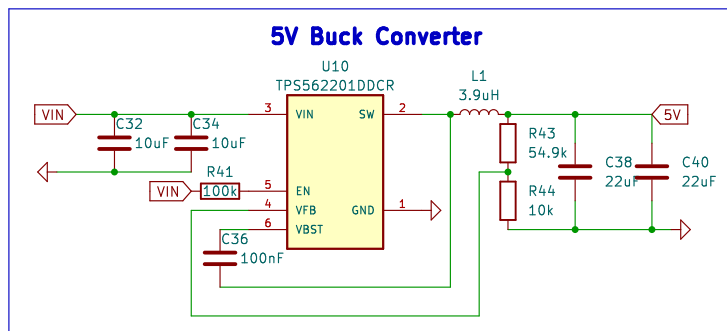 5V Buck Converter
U10
TPS562201DDCR
L1
3.9uH
VIN
3
VIN
SW
2
5V
C32
10uF
C34
10uF
R43
54.9k
C38
22uF
C40
22uF
R41
100k
VIN
5
EN
4
VFB
GND
1
R44
10k
6
VBST
C36
100nF